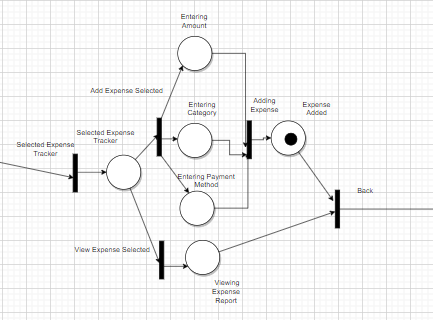 Entering
Amount
Add Expense Selected
Entering
Category
Adding
Expense
Expense
Added
Selected Expense
Tracker
Selected Expense
Tracker
Entering Payment
Method
Back
View Expense Selected
Viewing
Expense
Report